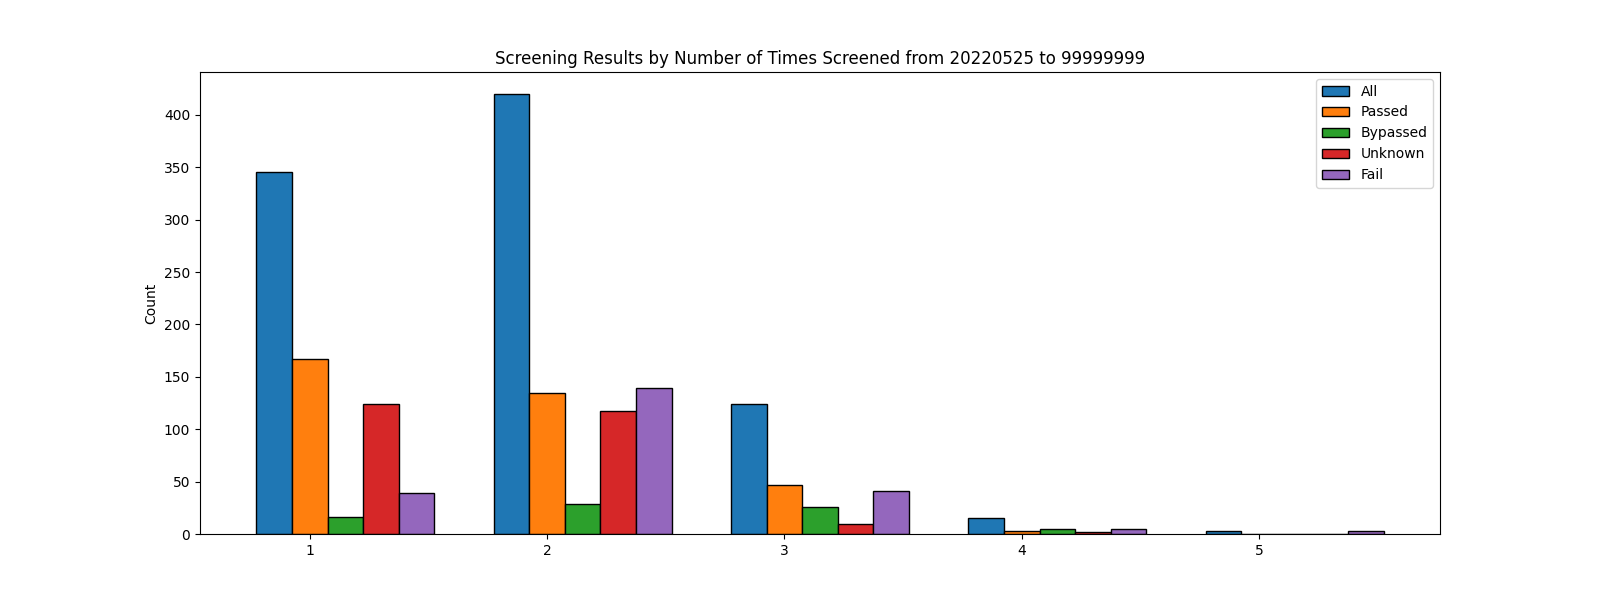 Screening Results by Number of Times Screened from 20220525 to 99999999
All
Passed
Bypassed
Unknown
Fail
Count
400
350
300
250
200
150
100
50
0
1 2 3 4 5